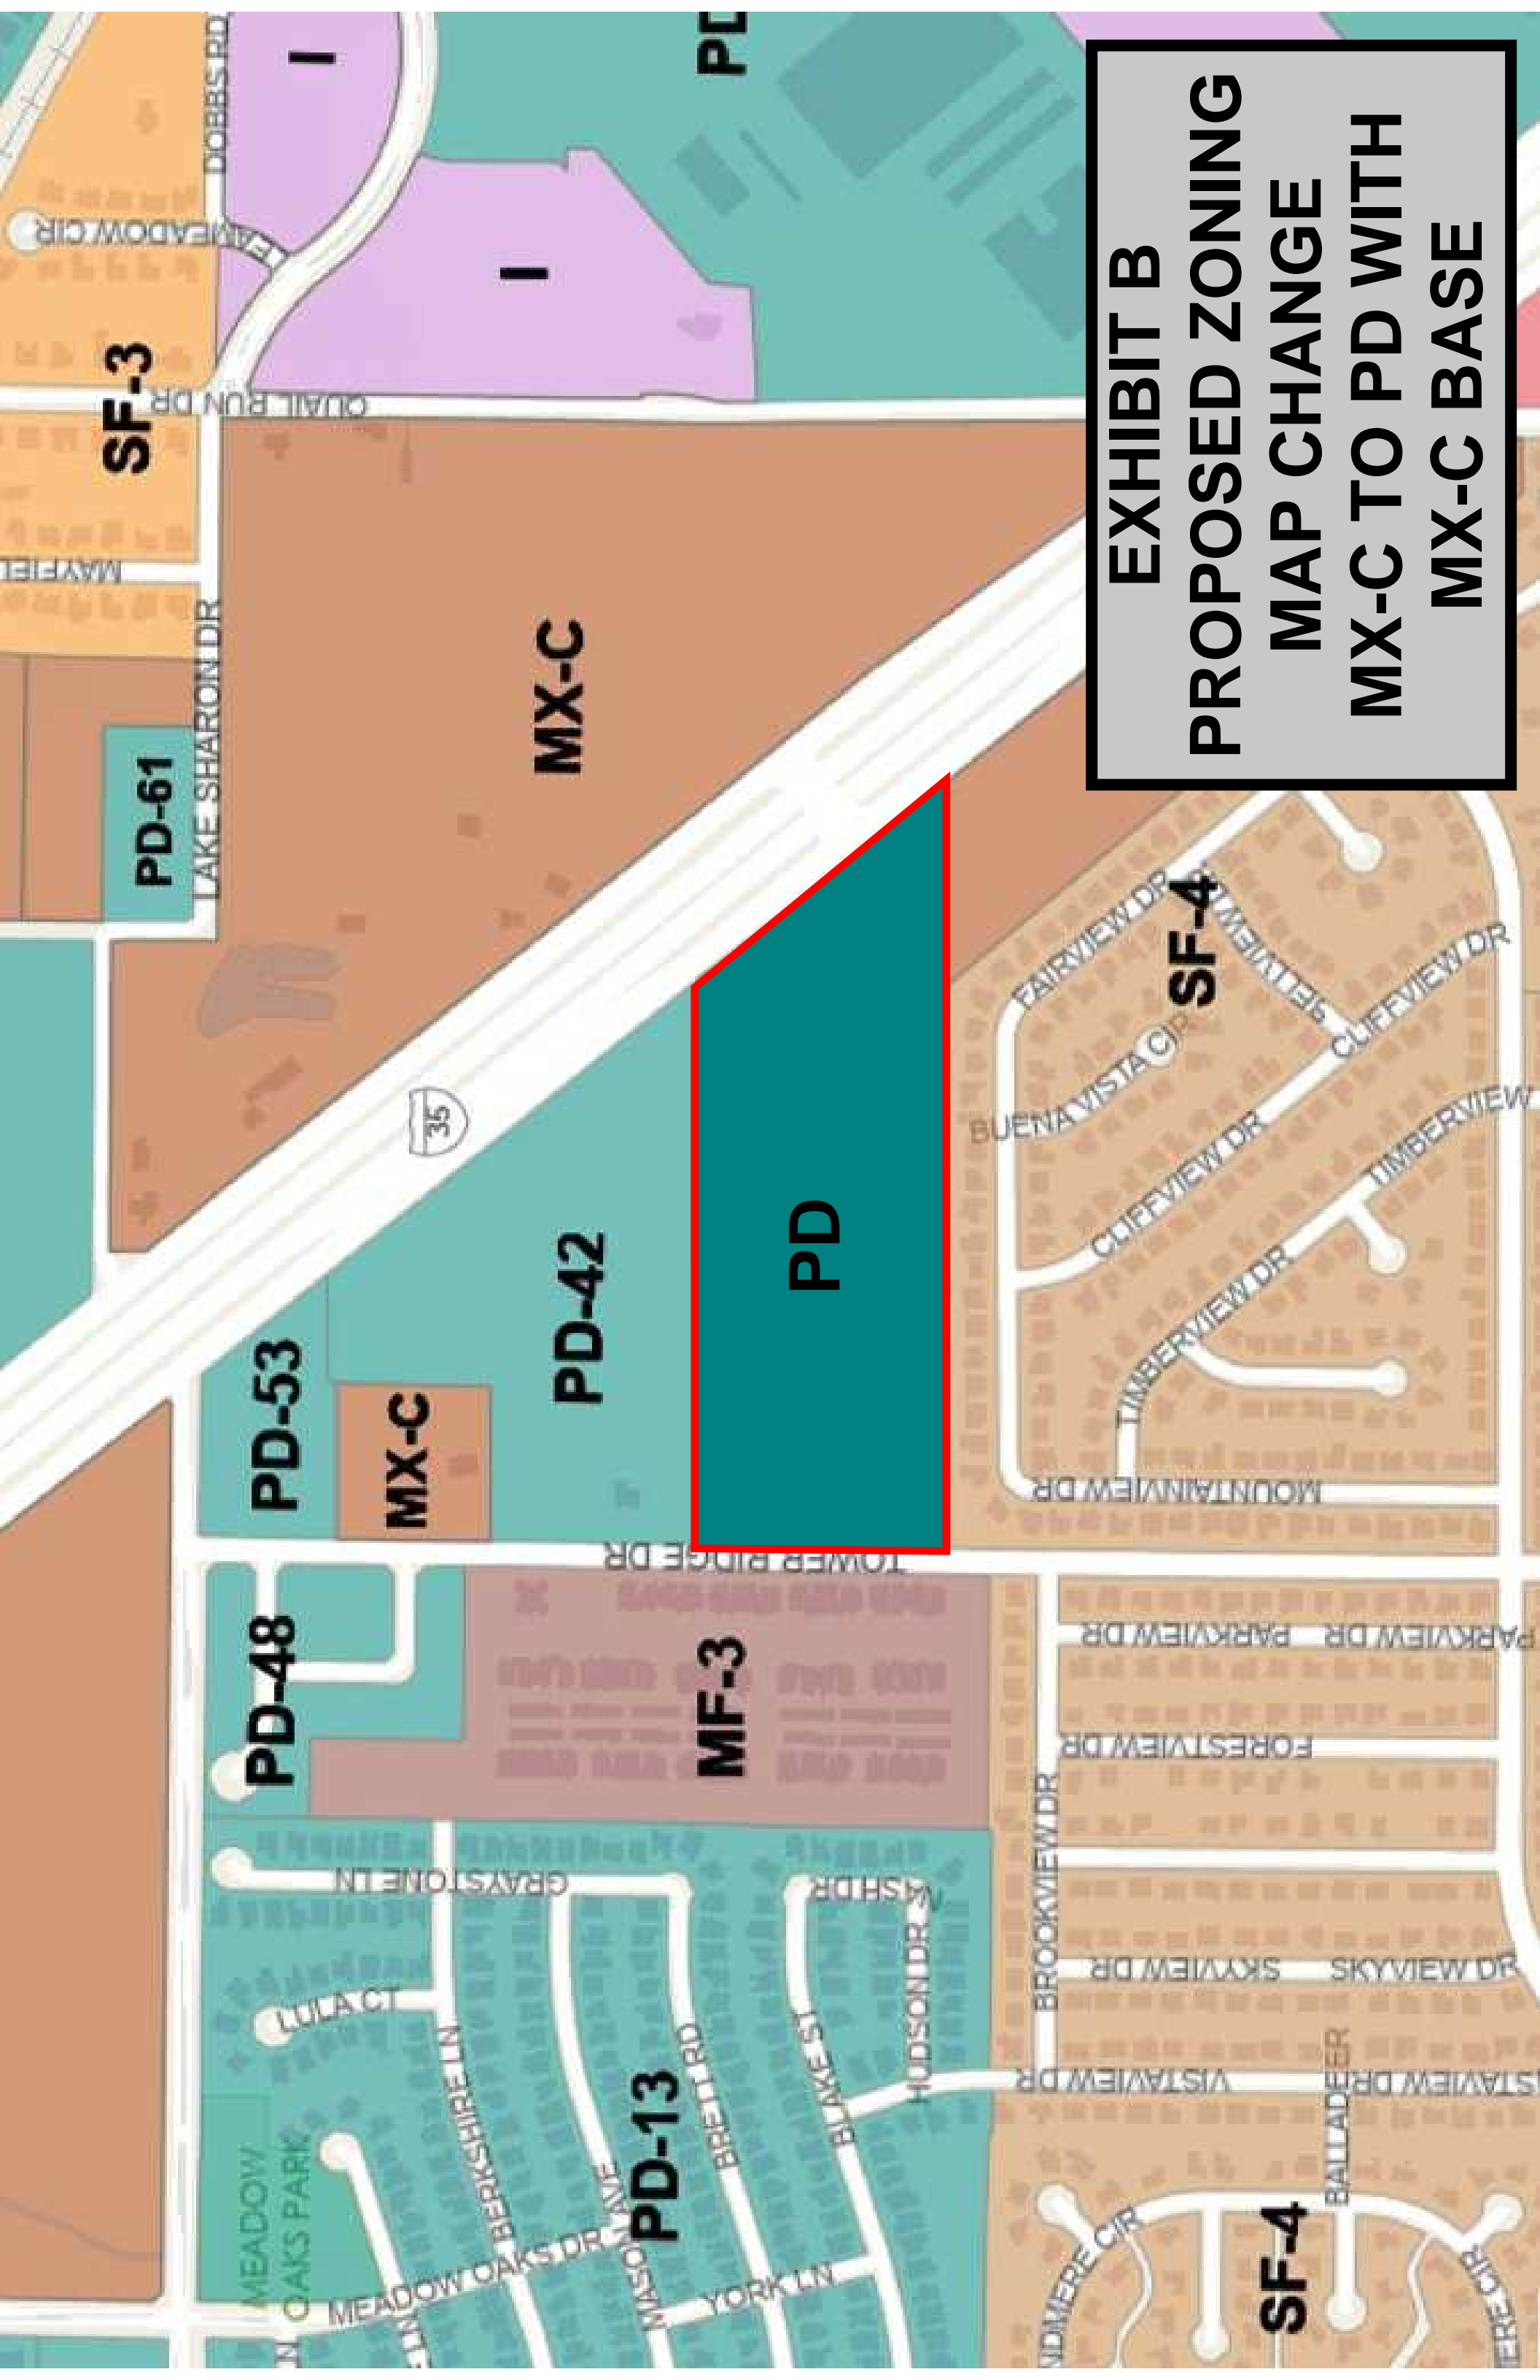 EXHIBIT B
PROPOSED ZONING
MAP CHANGE
MX-C TO PD WITH
MX-C BASE
I
I
DOBBS RD
SF-3
QUAIL RUN DR
LAKE SHARON DR
PD-61
MX-C
35
PD-53
MX-C
PD-42
PD
TOWER RIDGE DR
FAIRVIEW DR
SF-4
BUENA VISTA CIR
CLIFFVIEW DR
CLIFFVIEW DR
TIMBERVIEW
TIMBERVIEW DR
MOUNTAINVIEW DR
PD-48
MF-3
PARKVIEW DR
PARKVIEW DR
FORESTVIEW DR
BROOKVIEW DR
SKYVIEW DR
SKYVIEW DR
VISTAVIEW DR
BALLADEER
GRAYSTONE LN
HUDSON DR
LULA CT
BERKSHIRE LN
BRETT RD
BLAKE ST
PD-13
MEADOW
OAKS PARK
MEADOW OAKS DR
MASON AVE
YORK LN
SF-4